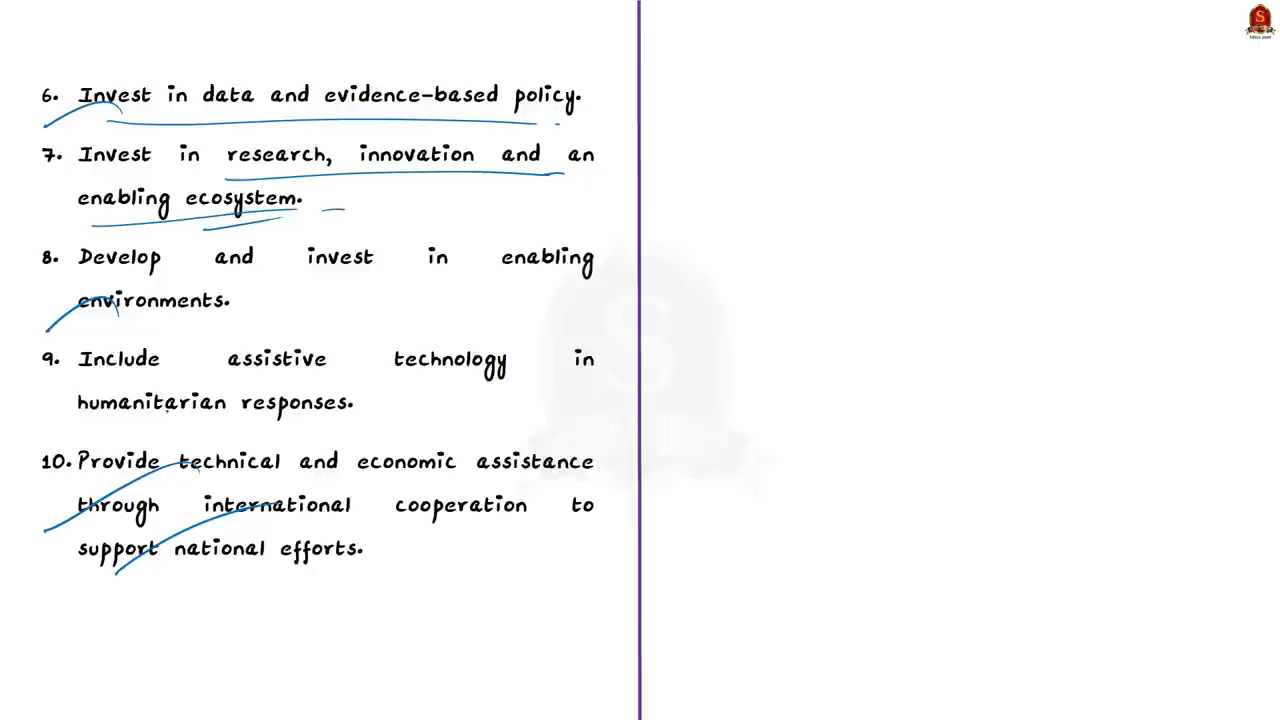 6. Invest in data and evidence-based policy.
7. Invest in research, innovation and an
enabling ecosystem.
8. Develop and invest in enabling
environments.
9. Include assistive technology in
humanitarian responses.
10. Provide technical and economic assistance
through international cooperation to
support national efforts.